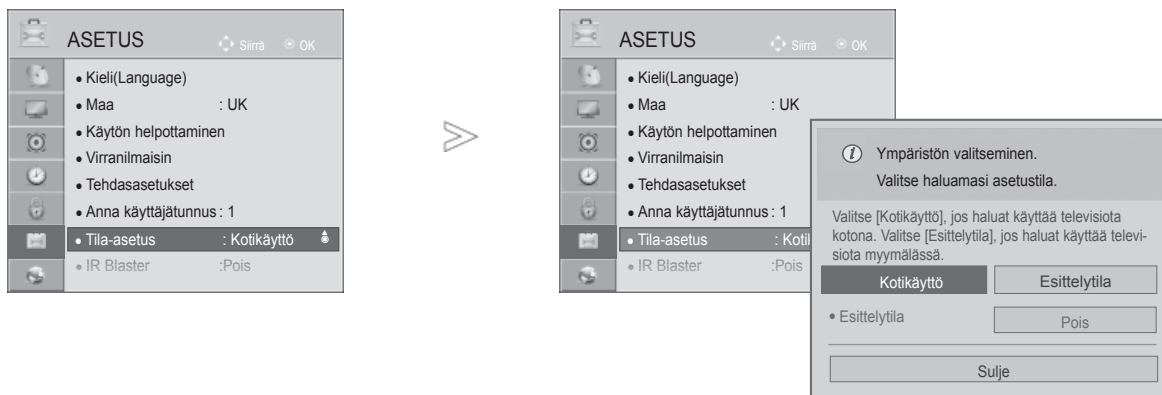 ASETUS
Siirrä OK
• Kieli(Language)
• Maa : UK
• Käytön helpottaminen
• Virranilmaisin
• Tehdasasetukset
• Anna käyttäjätunnus : 1
• Tila-asetus : Kotikäyttö
• IR Blaster :Pois
ASETUS
Siirrä OK
• Kieli(Language)
• Maa : UK
• Käytön helpottaminen
• Virranilmaisin
• Tehdasasetukset
• Anna käyttäjätunnus : 1
• Tila-asetus : Koti
• IR Blaster :Pois
Ympäristön valitseminen.
Valitse haluamasi asetustila.
Valitse [Kotikäyttö], jos haluat käyttää televisiota
kotona. Valitse [Esittelytila], jos haluat käyttää televi-
siota myymälässä.
Kotikäyttö Esittelytila
• Esittelytila Pois
Sulje